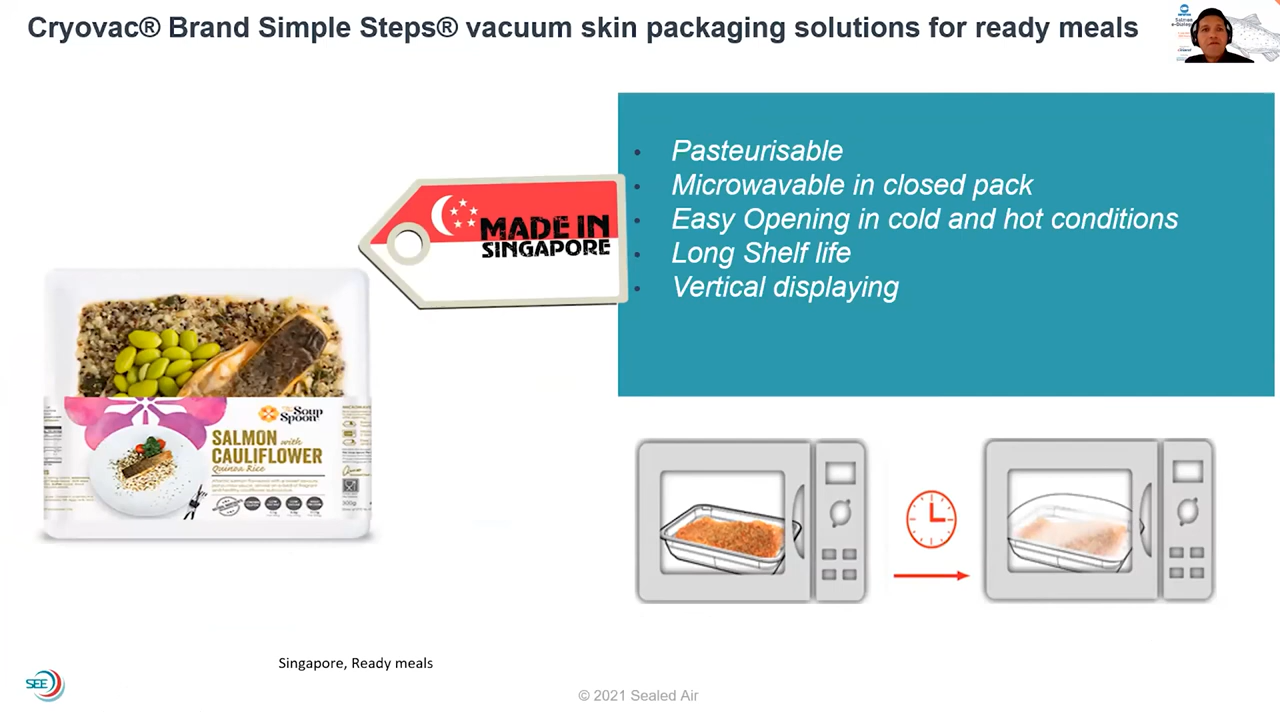 Cryovac® Brand Simple Steps® vacuum skin packaging solutions for ready meals
Pasteurisable
Microwavable in closed pack
Easy Opening in cold and hot conditions
Long Shelf life
Vertical displaying
MADE IN
SINGAPORE
The Soup
Spoon
SALMON with
CAULIFLOWER
Quinoa Rice
Singapore, Ready meals
SEE
© 2021 Sealed Air